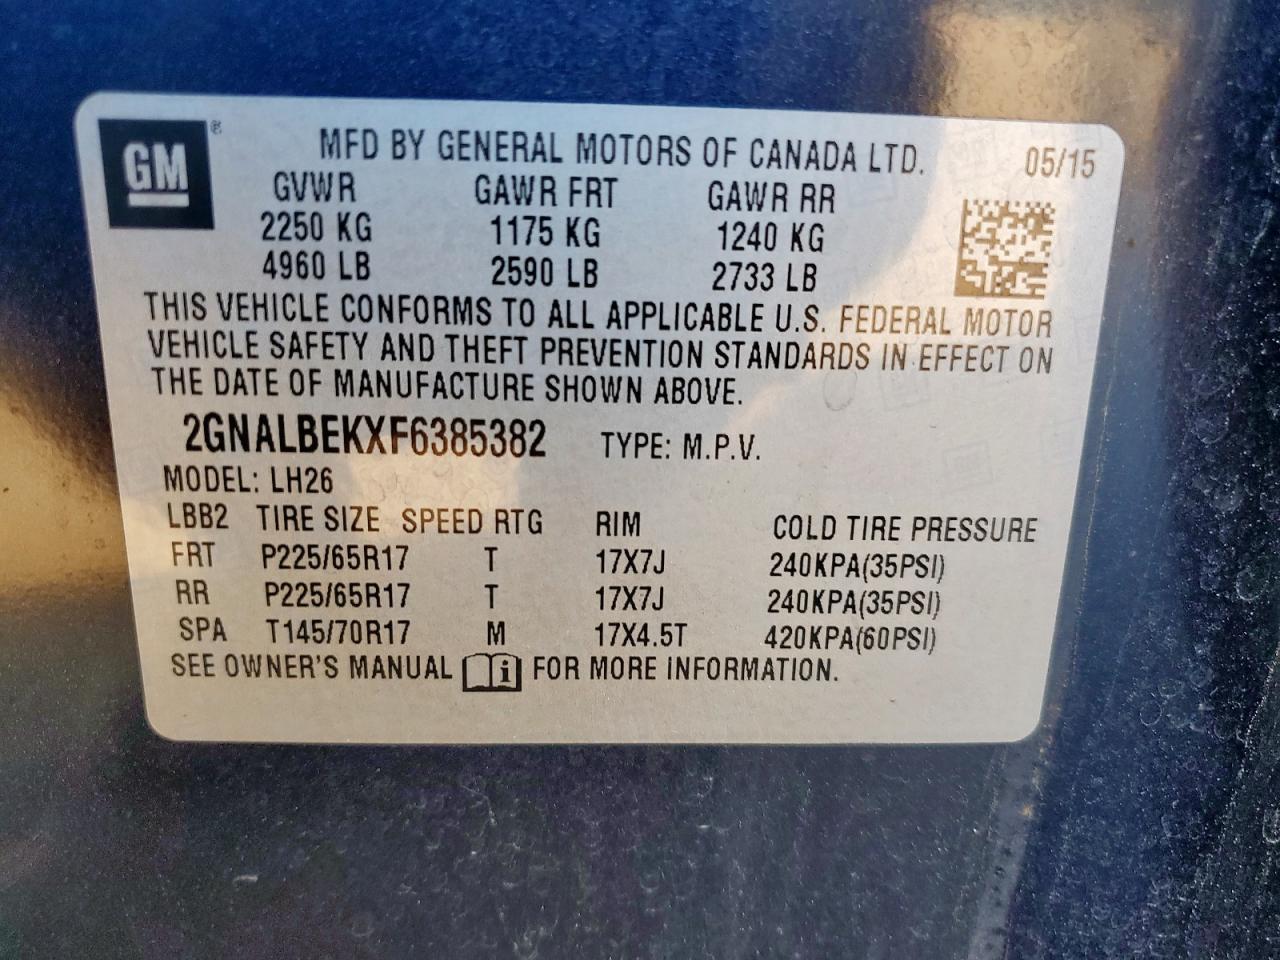 GM ®
MFD BY GENERAL MOTORS OF CANADA LTD. 05/15
GVWR GAWR FRT GAWR RR
2250 KG 1175 KG 1240 KG
4960 LB 2590 LB 2733 LB
THIS VEHICLE CONFORMS TO ALL APPLICABLE U.S. FEDERAL MOTOR
VEHICLE SAFETY AND THEFT PREVENTION STANDARDS IN EFFECT ON
THE DATE OF MANUFACTURE SHOWN ABOVE.
2GNALBEKXF6385382 TYPE: M.P.V.
MODEL: LH26
LBB2 TIRE SIZE SPEED RTG RIM COLD TIRE PRESSURE
FRT P225/65R17 T 17X7J 240KPA(35PSI)
RR P225/65R17 T 17X7J 240KPA(35PSI)
SPA T145/70R17 M 17X4.5T 420KPA(60PSI)
SEE OWNER'S MANUAL i FOR MORE INFORMATION.